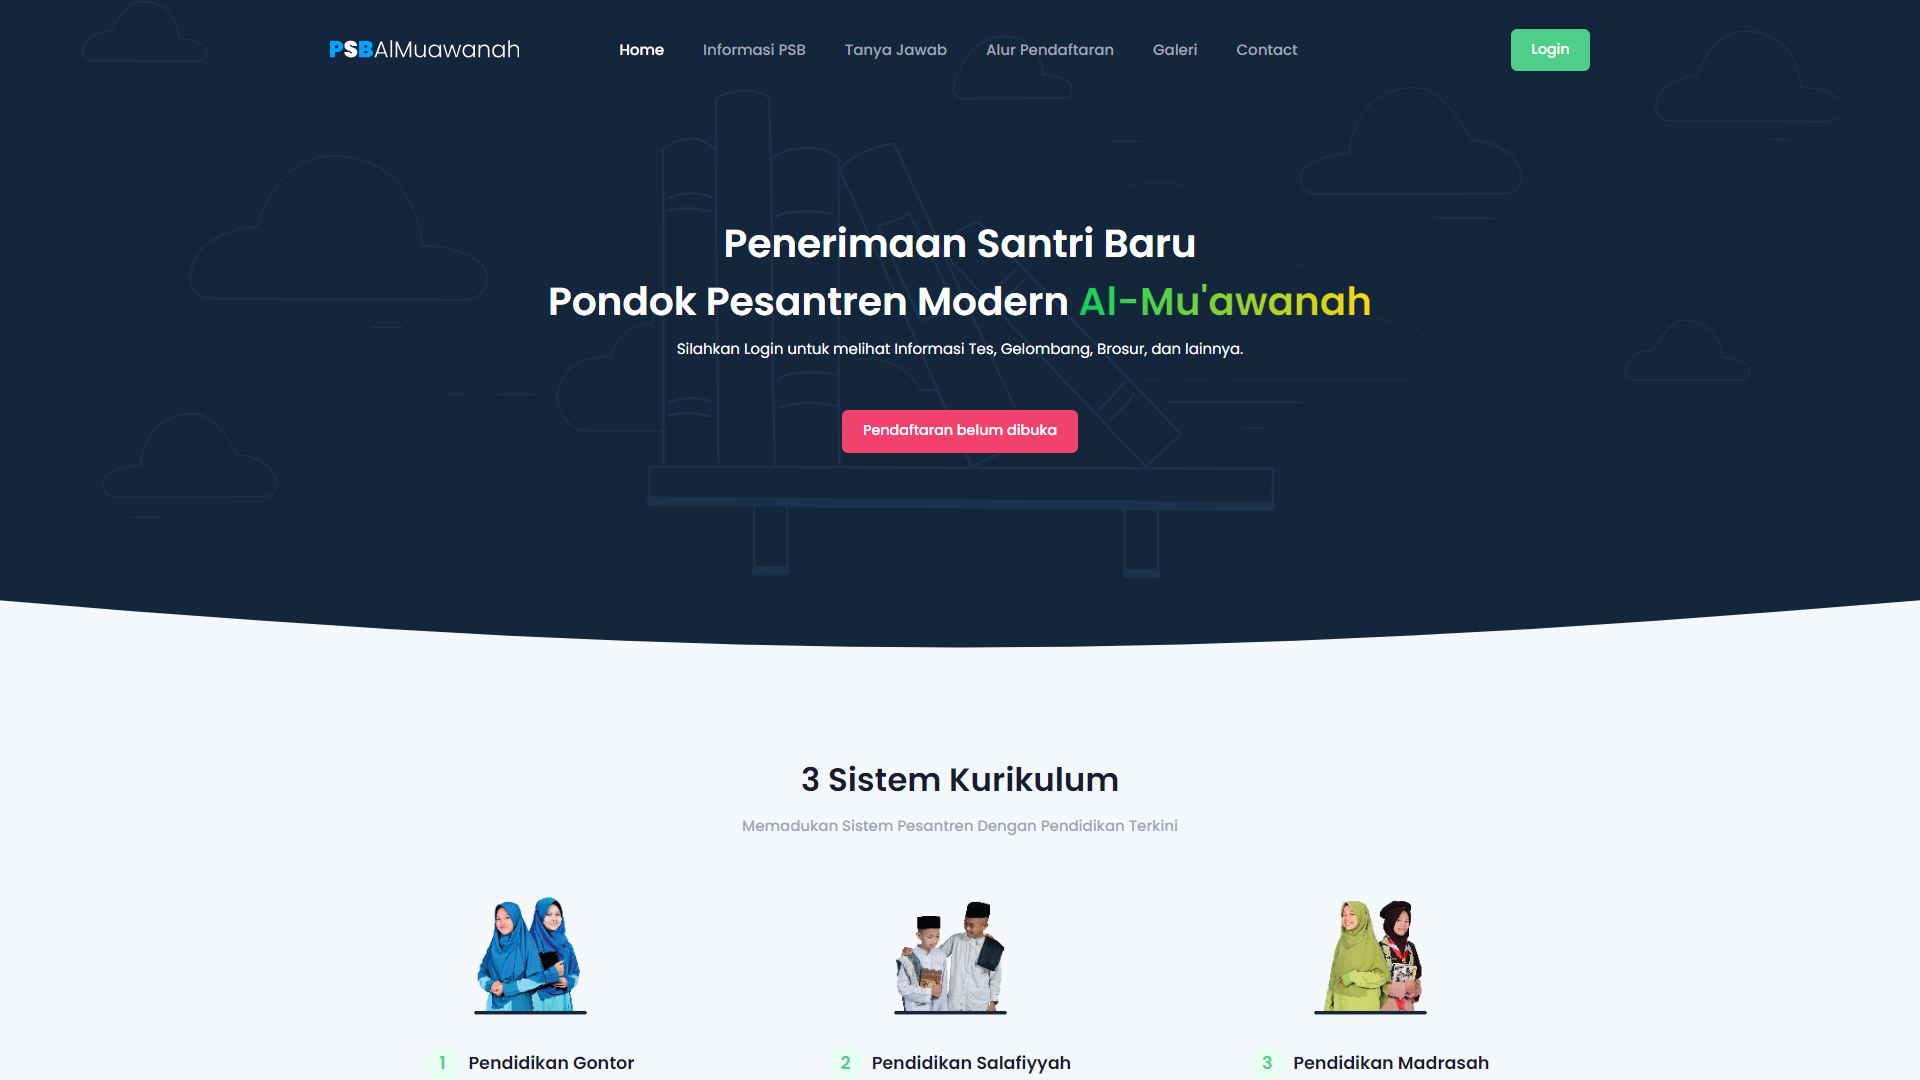 PSBAlMuawanah
Home
Informasi PSB
Tanya Jawab
Alur Pendaftaran
Galeri
Contact
Login
Penerimaan Santri Baru
Pondok Pesantren Modern Al-Mu'awanah
Silahkan Login untuk melihat Informasi Tes, Gelombang, Brosur, dan lainnya.
Pendaftaran belum dibuka
3 Sistem Kurikulum
Memadukan Sistem Pesantren Dengan Pendidikan Terkini
1 Pendidikan Gontor
2 Pendidikan Salafiyyah
3 Pendidikan Madrasah